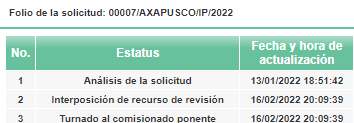 Folio de la solicitud: 00007/AXAPUSCO/IP/2022
No. Estatus Fecha y hora de actualización
1 Análisis de la solicitud 13/01/2022 18:51:42
2 Interposición de recurso de revisión 16/02/2022 20:09:39
3 Turnado al comisionado ponente 16/02/2022 20:09:39